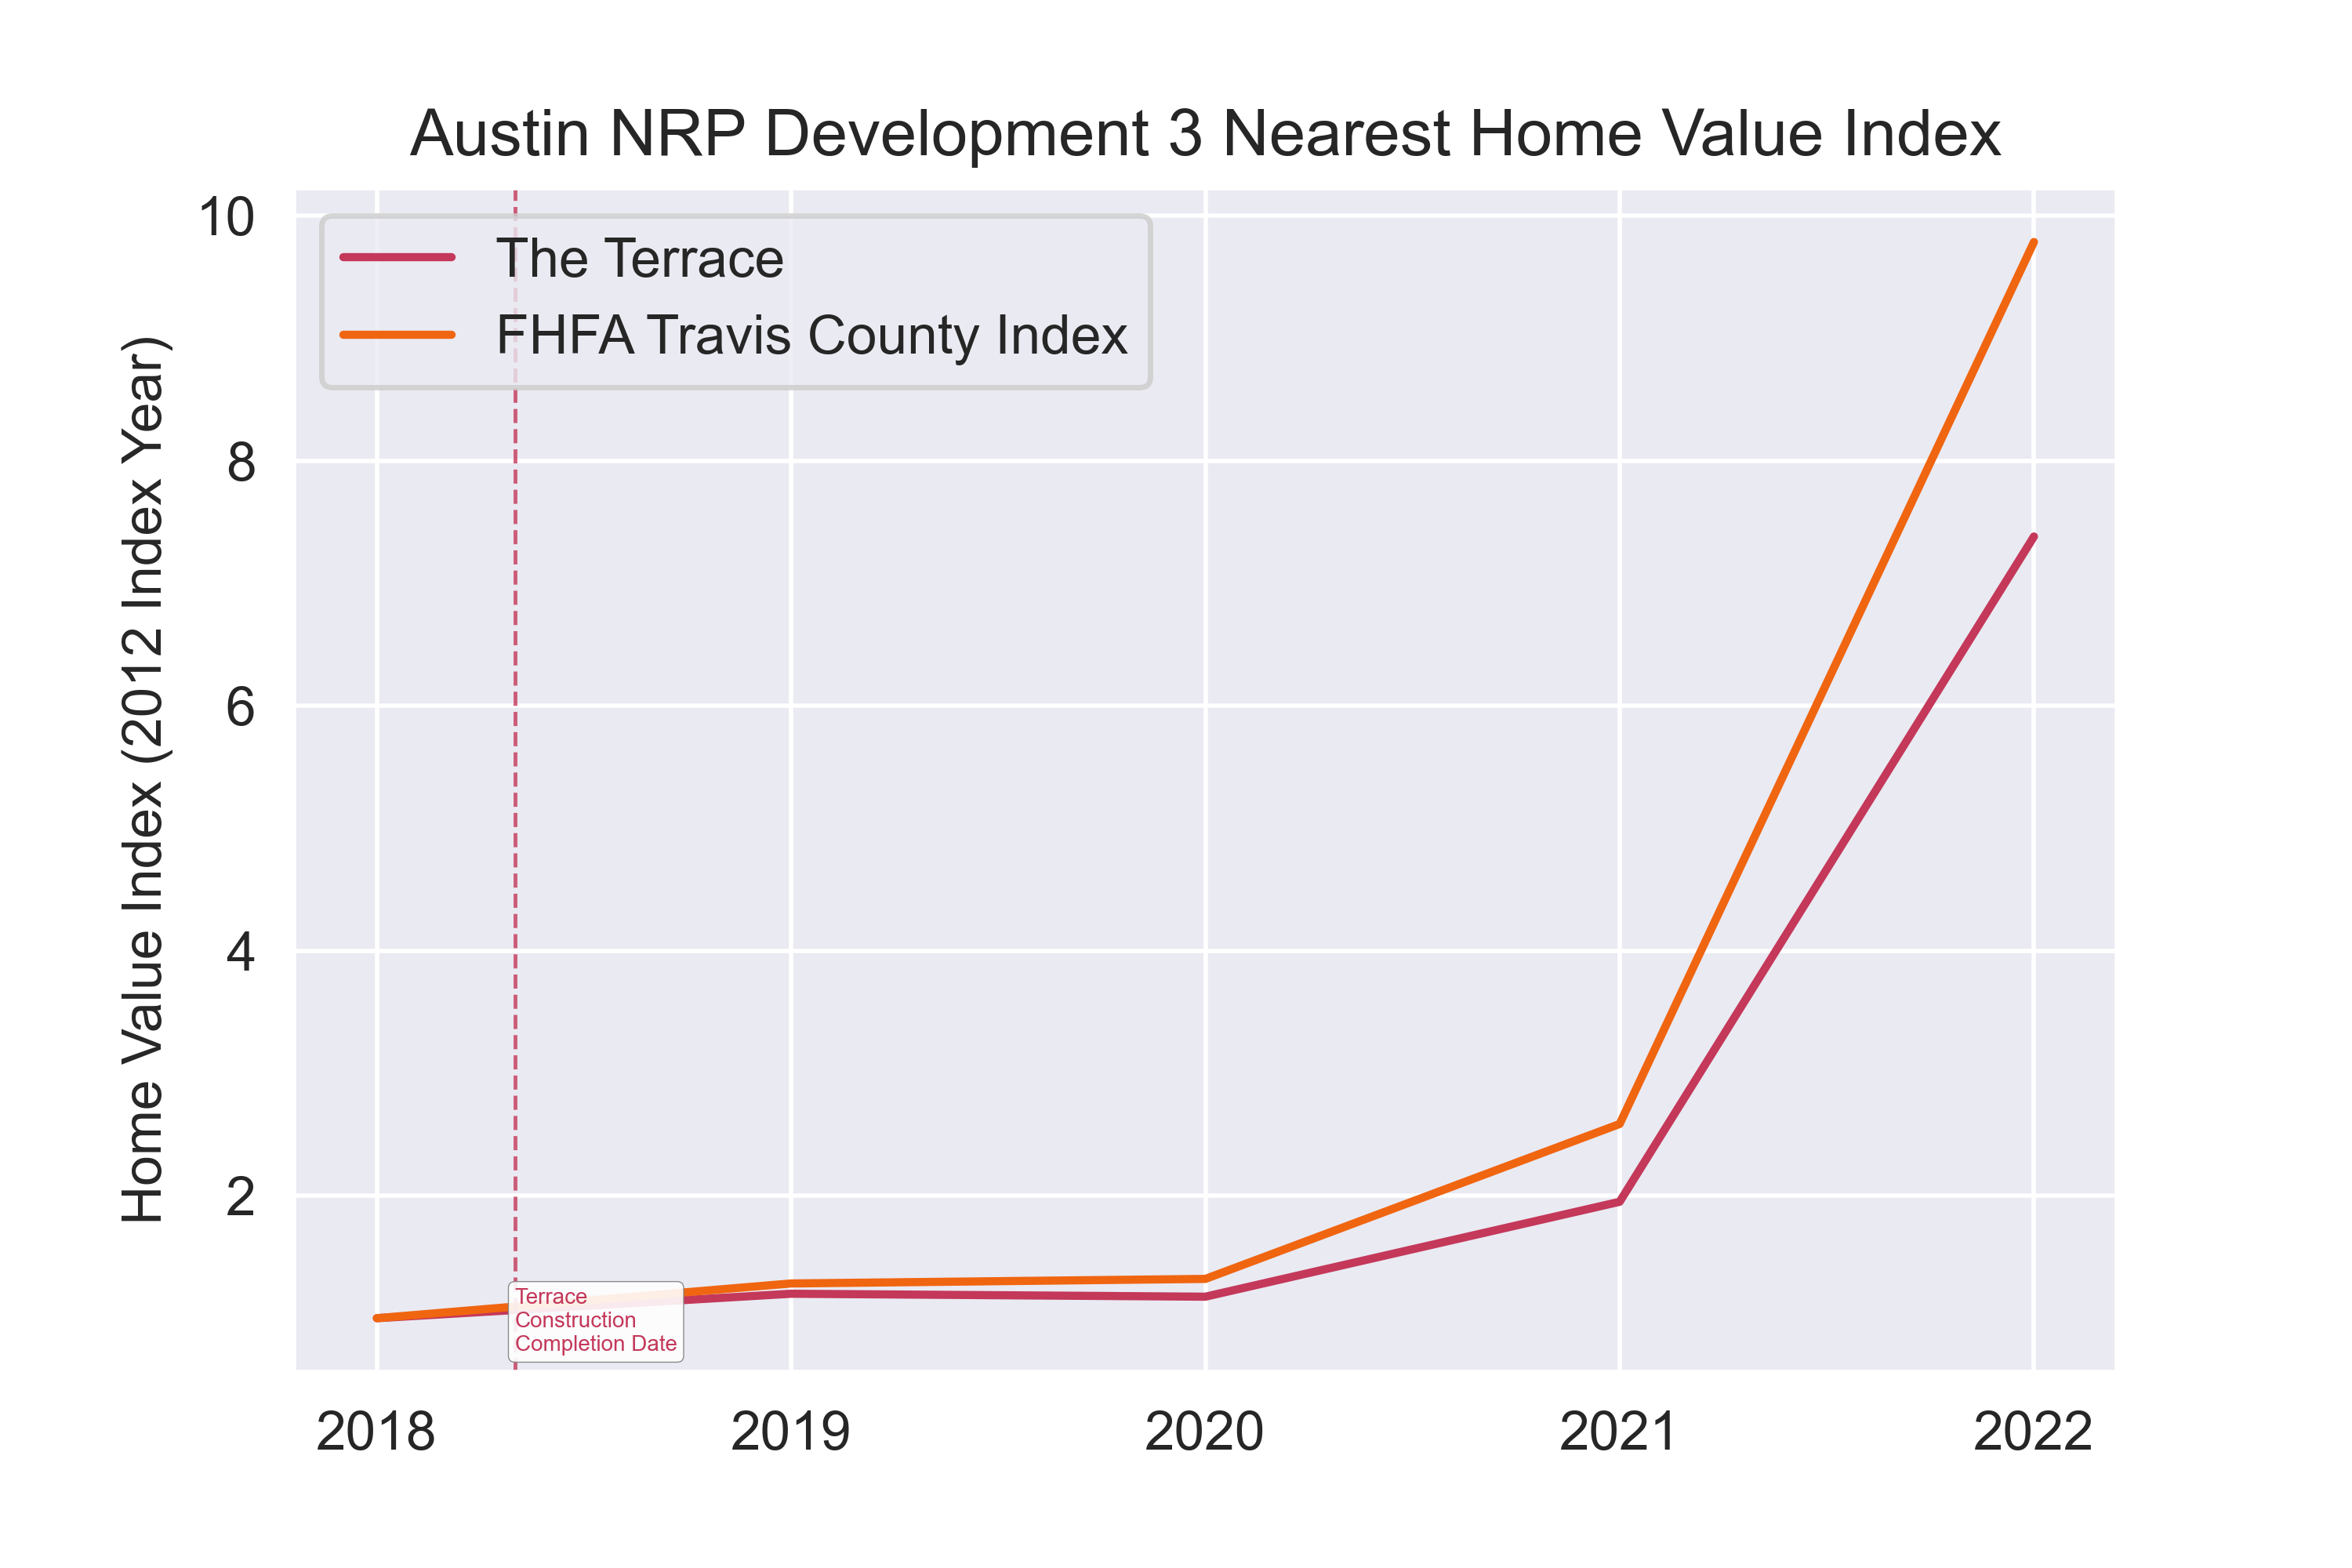 Austin NRP Development 3 Nearest Home Value Index
Home Value Index (2012 Index Year)
10
8
6
4
2
The Terrace
FHFA Travis County Index
Terrace
Construction
Completion Date
2018
2019
2020
2021
2022